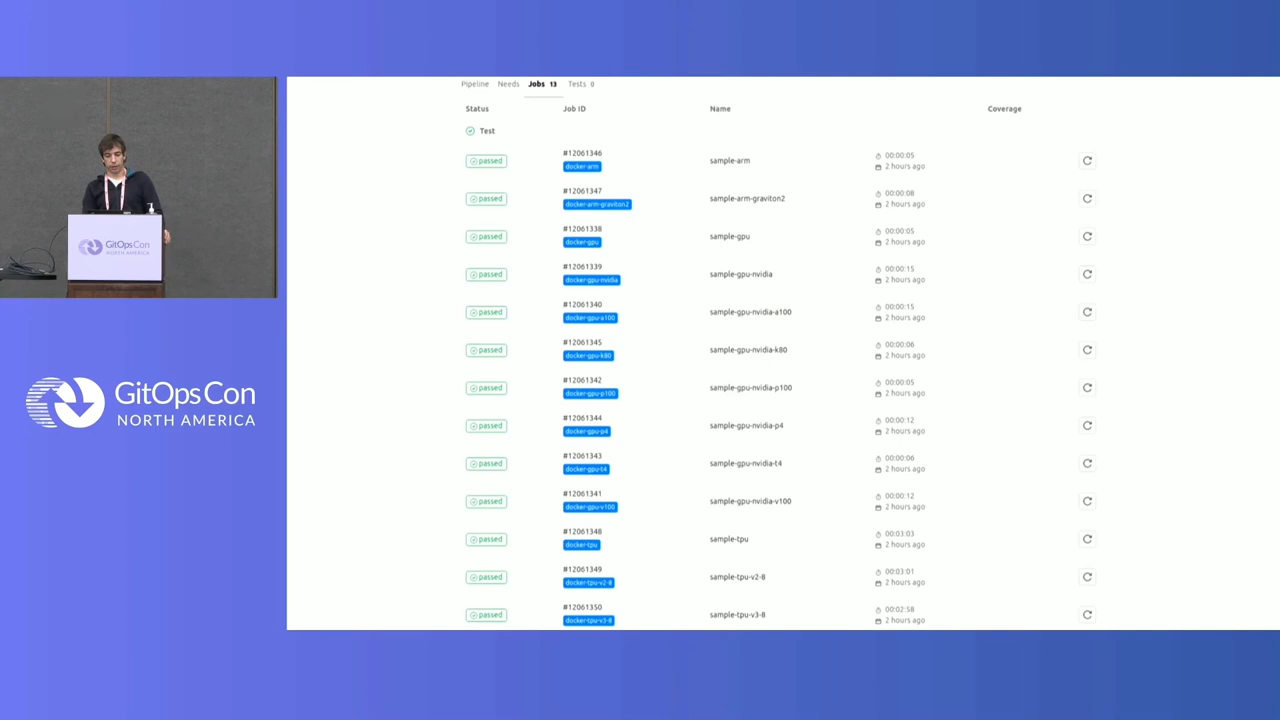 Pipeline Needs Jobs 13 Tests 0
Status Job ID Name Coverage
Test
passed #12061346 docker-arm sample-arm 00:00:05 2 hours ago
passed #12061347 docker-arm-graviton2 sample-arm-graviton2 00:00:08 2 hours ago
passed #12061338 docker-gpu sample-gpu 00:00:05 2 hours ago
passed #12061339 docker-gpu-nvidia sample-gpu-nvidia 00:00:15 2 hours ago
passed #12061340 docker-gpu-a100 sample-gpu-nvidia-a100 00:00:15 2 hours ago
passed #12061345 docker-gpu-k80 sample-gpu-nvidia-k80 00:00:06 2 hours ago
passed #12061342 docker-gpu-p100 sample-gpu-nvidia-p100 00:00:05 2 hours ago
passed #12061344 docker-gpu-p4 sample-gpu-nvidia-p4 00:00:12 2 hours ago
passed #12061343 docker-gpu-t4 sample-gpu-nvidia-t4 00:00:06 2 hours ago
passed #12061341 docker-gpu-v100 sample-gpu-nvidia-v100 00:00:12 2 hours ago
passed #12061348 docker-tpu sample-tpu 00:03:03 2 hours ago
passed #12061349 docker-tpu-v2-8 sample-tpu-v2-8 00:03:01 2 hours ago
passed #12061350 docker-tpu-v3-8 sample-tpu-v3-8 00:02:58 2 hours ago
GitOpsCon
NORTH AMERICA
GitOpsCon
NORTH AMERICA